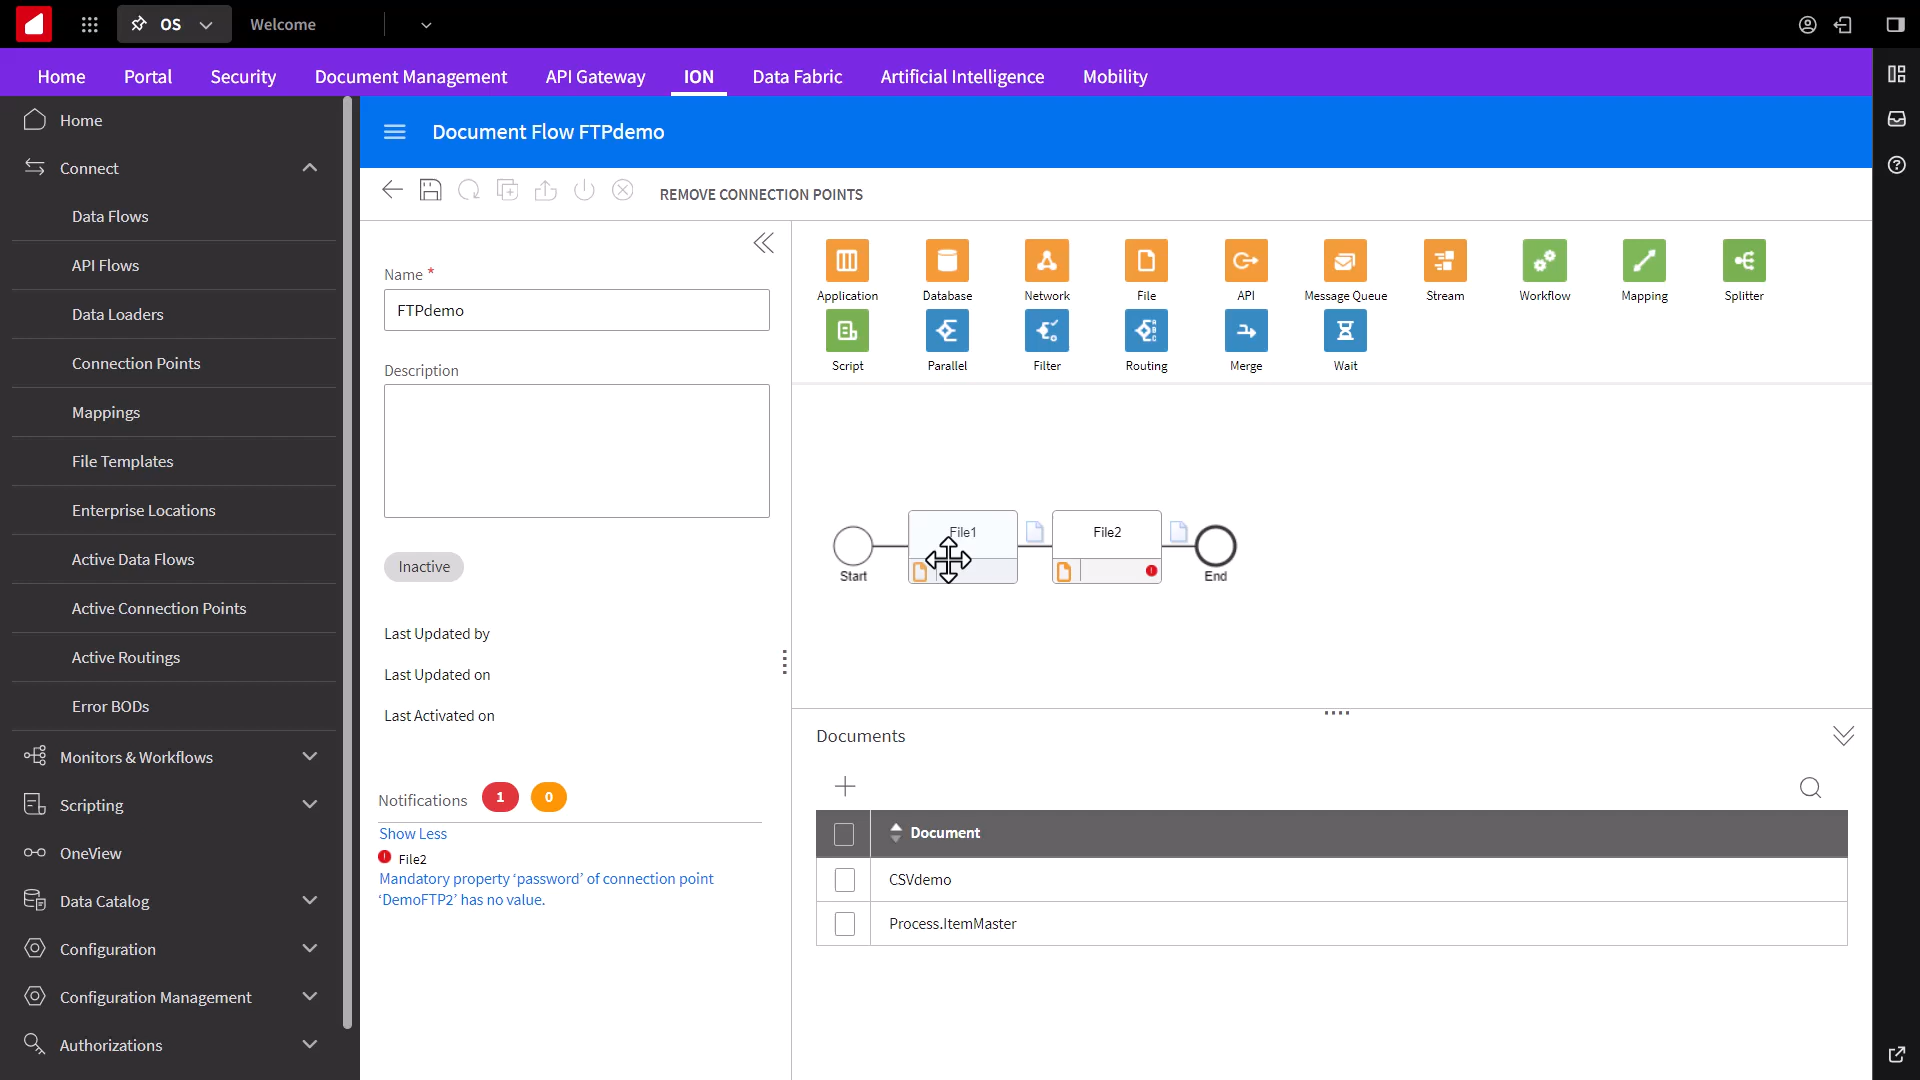 OS
Welcome
Home
Portal
Security
Document Management
API Gateway
ION
Data Fabric
Artificial Intelligence
Mobility
Home
Connect
Data Flows
API Flows
Data Loaders
Connection Points
Mappings
File Templates
Enterprise Locations
Active Data Flows
Active Connection Points
Active Routings
Error BODs
Monitors & Workflows
Scripting
OneView
Data Catalog
Configuration
Configuration Management
Authorizations
Document Flow FTPdemo
REMOVE CONNECTION POINTS
Name *
FTPdemo
Description
Inactive
Last Updated by
Last Updated on
Last Activated on
Notifications 1 0
Show Less
File2
Mandatory property ‘password’ of connection point
‘DemoFTP2’ has no value.
Application
Database
Network
File
API
Message Queue
Stream
Workflow
Mapping
Splitter
Script
Parallel
Filter
Routing
Merge
Wait
Start
File1
File2
End
Documents
Document
CSVdemo
Process.ItemMaster